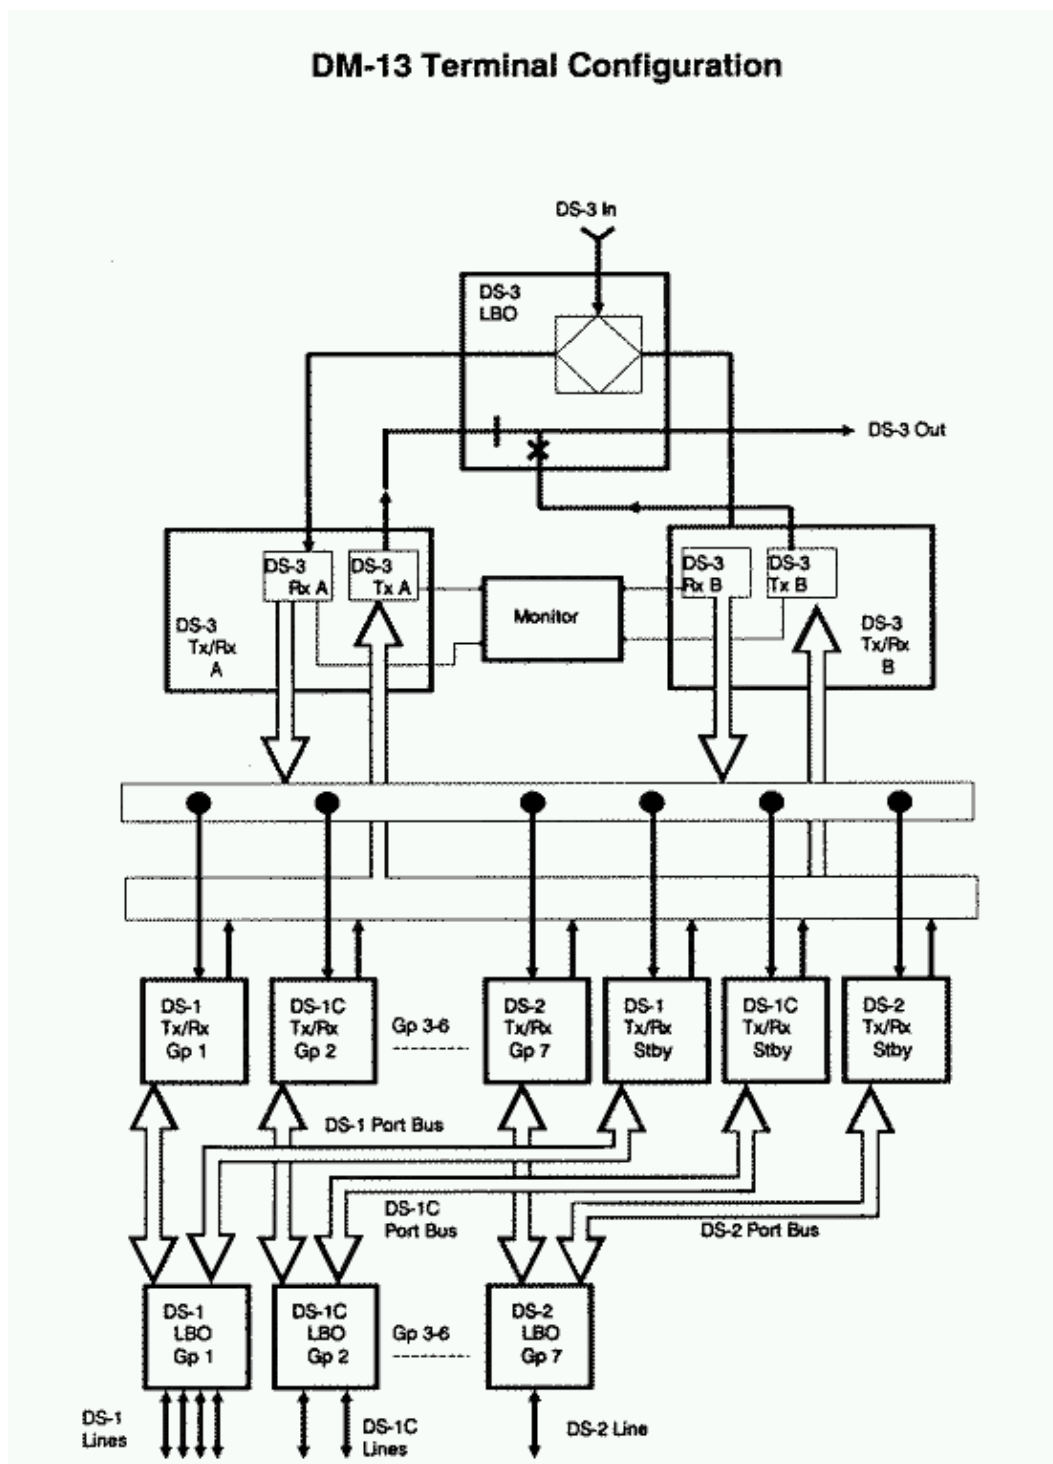 DM-13 Terminal Configuration
DS-3 In
DS-3
LBO
DS-3 Out
DS-3
Rx A
DS-3
Tx A
DS-3
Tx/Rx
A
Monitor
DS-3
Rx B
DS-3
Tx B
DS-3
Tx/Rx
B
DS-1
Tx/Rx
Gp 1
DS-1C
Tx/Rx
Gp 2
Gp 3-6
DS-2
Tx/Rx
Gp 7
DS-1
Tx/Rx
Stby
DS-1C
Tx/Rx
Stby
DS-2
Tx/Rx
Stby
DS-1 Port Bus
DS-1C
Port Bus
DS-2 Port Bus
DS-1
LBO
Gp 1
DS-1C
LBO
Gp 2
Gp 3-6
DS-2
LBO
Gp 7
DS-1
Lines
DS-1C
Lines
DS-2 Line